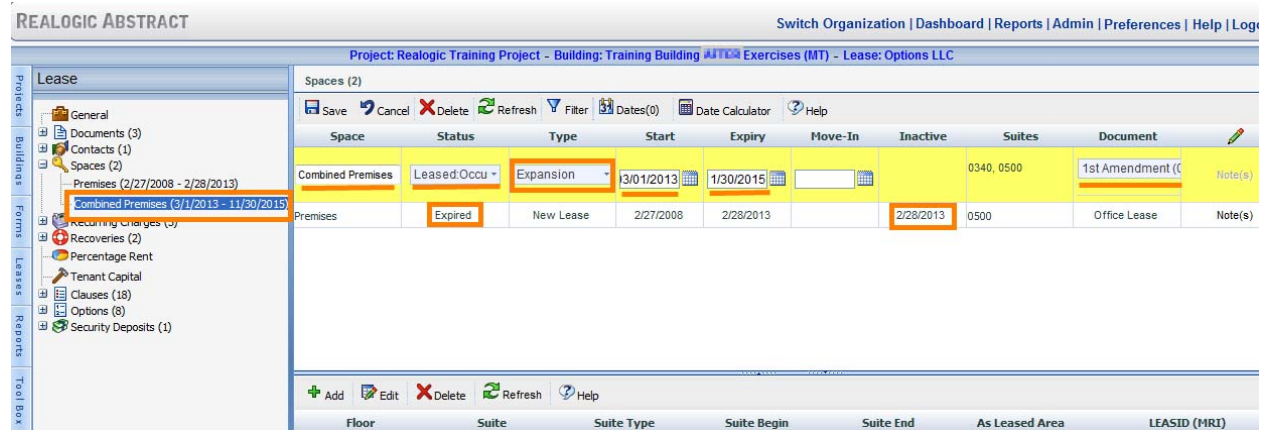 REALOGIC ABSTRACT
Switch Organization | Dashboard | Reports | Admin | Preferences | Help | Logo
Project: Realogic Training Project - Building: Training Building AFTER Exercises (MT) - Lease: Options LLC
Projects
Buildings
Forms
Leases
Reports
Tool Box
Lease
General
Documents (3)
Contacts (1)
Spaces (2)
Premises (2/27/2008 - 2/28/2013)
Combined Premises (3/1/2013 - 11/30/2015)
Recurring Charges (5)
Recoveries (2)
Percentage Rent
Tenant Capital
Clauses (18)
Options (8)
Security Deposits (1)
Spaces (2)
Save Cancel Delete Refresh Filter 31 Dates(0) Date Calculator Help
Space Status Type Start Expiry Move-In Inactive Suites Document
Combined Premises Leased:Occu Expansion 03/01/2013 1/30/2015 0340, 0500 1st Amendment (0 Note(s)
Premises Expired New Lease 2/27/2008 2/28/2013 2/28/2013 0500 Office Lease Note(s)
Add Edit Delete Refresh Help
Floor Suite Suite Type Suite Begin Suite End As Leased Area LEASID (MRI)